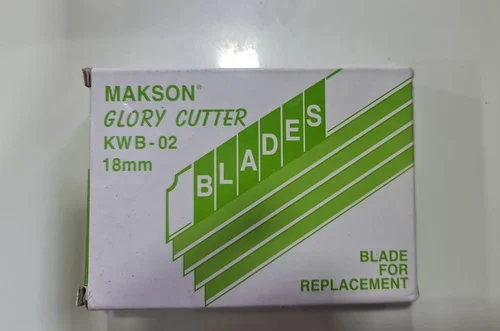 MAKSON®
GLORY CUTTER
KWB-02
18mm
BLADES
BLADE
FOR
REPLACEMENT